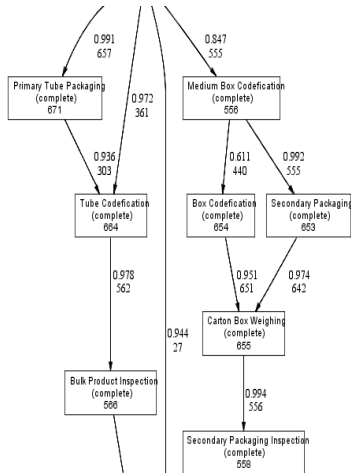 0.991
657
0.847
555
0.972
361
Primary Tube Packaging
(complete)
671
Medium Box Codefication
(complete)
556
0.936
303
0.611
440
0.992
555
Tube Codefication
(complete)
664
Box Codefication
(complete)
654
Secondary Packaging
(complete)
653
0.978
562
0.951
651
0.974
642
0.944
27
Carton Box Weighing
(complete)
655
Bulk Product Inspection
(complete)
566
0.994
556
Secondary Packaging Inspection
(complete)
558